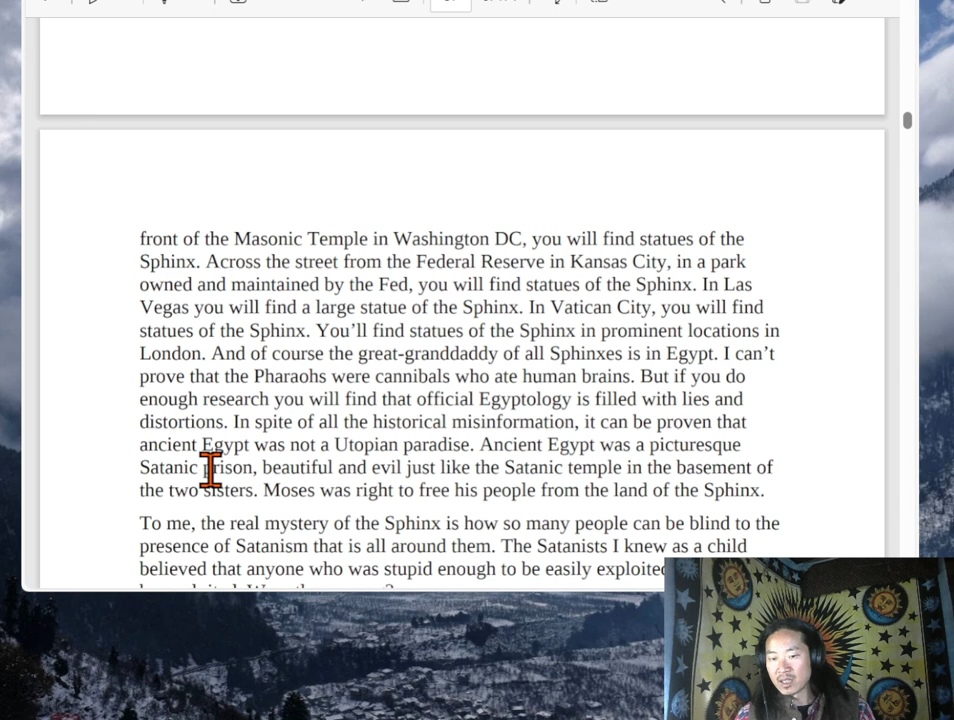 front of the Masonic Temple in Washington DC, you will find statues of the
Sphinx. Across the street from the Federal Reserve in Kansas City, in a park
owned and maintained by the Fed, you will find statues of the Sphinx. In Las
Vegas you will find a large statue of the Sphinx. In Vatican City, you will find
statues of the Sphinx. You’ll find statues of the Sphinx in prominent locations in
London. And of course the great-granddaddy of all Sphinxes is in Egypt. I can’t
prove that the Pharaohs were cannibals who ate human brains. But if you do
enough research you will find that official Egyptology is filled with lies and
distortions. In spite of all the historical misinformation, it can be proven that
ancient Egypt was not a Utopian paradise. Ancient Egypt was a picturesque
Satanic prison, beautiful and evil just like the Satanic temple in the basement of
the two sisters. Moses was right to free his people from the land of the Sphinx.
To me, the real mystery of the Sphinx is how so many people can be blind to the
presence of Satanism that is all around them. The Satanists I knew as a child
believed that anyone who was stupid enough to be easily exploited